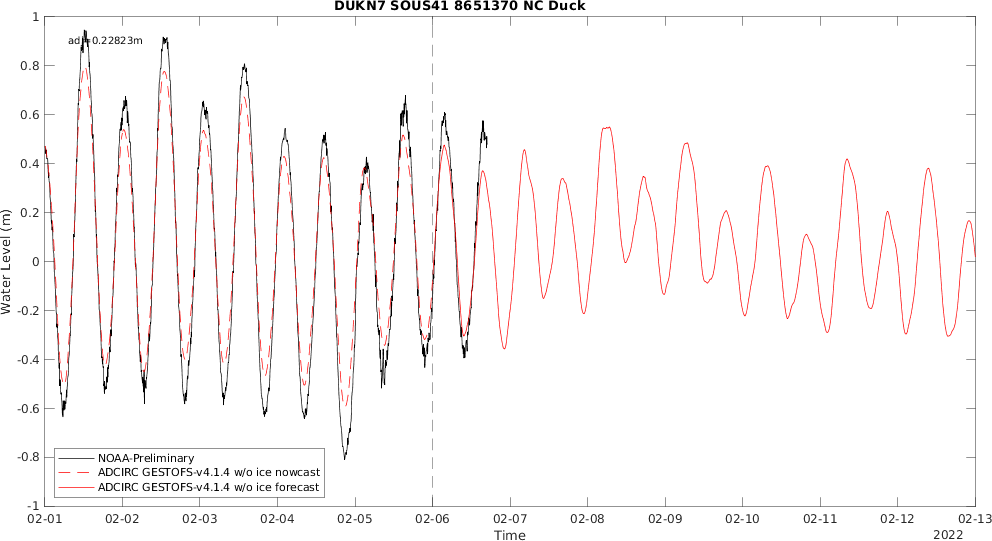 DUKN7 SOUS41 8651370 NC Duck
1
0.8
0.6
0.4
0.2
0
-0.2
-0.4
-0.6
-0.8
-1
Water Level (m)
=0.22823m
NOAA-Preliminary
ADCIRC GESTOFS-v4.1.4 w/o ice nowcast
ADCIRC GESTOFS-v4.1.4 w/o ice forecast
02-01 02-02 02-03 02-04 02-05 02-06 02-07 02-08 02-09 02-10 02-11 02-12 02-13
Time
2022